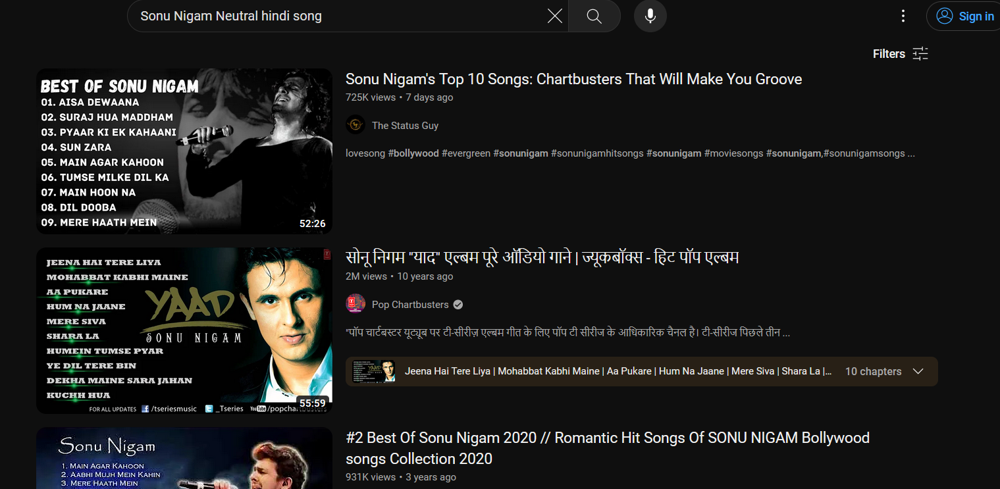 Sonu Nigam Neutral hindi song
Sign in
Filters
BEST OF SONU NIGAM
01. AISA DEWAANA
02. SURAJ HUA MADDHAM
03. PYAAR KI EK KAHAANI
04. SUN ZARA
05. MAIN AGAR KAHOON
06. TUMSE MILKE DIL KA
07. MAIN HOON NA
08. DIL DOOBA
09. MERE HAATH MEIN
52:26
Sonu Nigam's Top 10 Songs: Chartbusters That Will Make You Groove
725K views • 7 days ago
The Status Guy
lovesong #bollywood #evergreen #sonunigam #sonunigamhitsongs #sonunigam #moviesongs #sonunigam,#sonunigamsongs ...
JEENA HAI TERE LIYA
MOHABBAT KABHI MAINE
AA PUKARE
HUM NA JAANE
MERE SIVA
SHARA LA
HUMEIN TUMSE PYAR
YE DIL TERE BIN
DEKHA MAINE SARA JAHAN
KUCHH HUA
YAAD
SONU NIGAM
FOR ALL UPDATES /tseriesmusic _Tseries YouTube/popchartbusters
55:59
सोनू निगम "याद" एल्बम पूरे ऑडियो गाने | ज्यूकबॉक्स - हिट पॉप एल्बम
2M views • 10 years ago
Pop Chartbusters
"पॉप चार्टबस्टर यूट्यूब पर टी-सीरीज़ एल्बम गीत के लिए पॉप टी सीरीज के आधिकारिक चैनल है। टी-सीरीज पिछले तीन ...
Jeena Hai Tere Liya | Mohabbat Kabhi Maine | Aa Pukare | Hum Na Jaane | Mere Siva | Shara La |...
10 chapters
Sonu Nigam
1. MAIN AGAR KAHOON
2. AABHI MUJH MEIN KAHIN
3. MERE HAATH MEIN
#2 Best Of Sonu Nigam 2020 // Romantic Hit Songs Of SONU NIGAM Bollywood
songs Collection 2020
931K views • 3 years ago